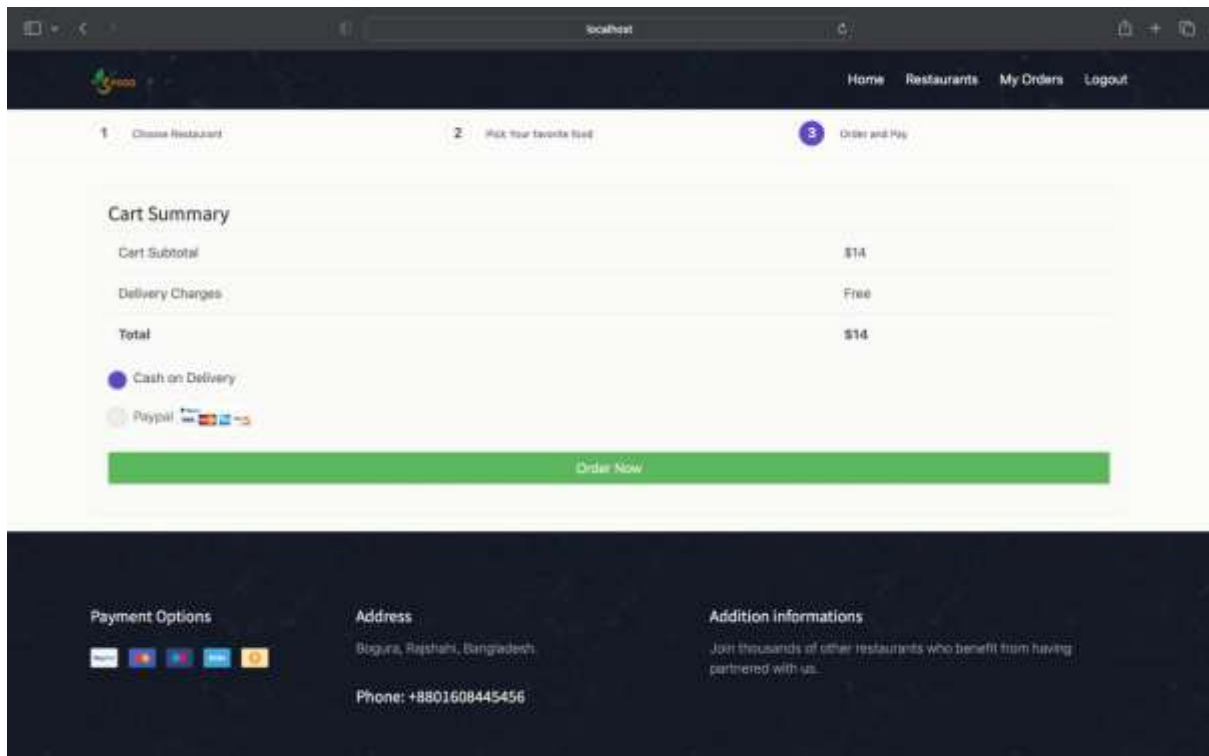 localhost
FOOD
Home Restaurants My Orders Logout
1 Choose Restaurant 2 Pick Your favorite food 3 Order and Pay
Cart Summary
Cart Subtotal $14
Delivery Charges Free
Total $14
Cash on Delivery
Paypal
Order Now
Payment Options
Address
Addition informations
Bogura, Rajshahi, Bangladesh.
Join thousands of other restaurants who benefit from having
partnered with us.
Phone: +8801608445456